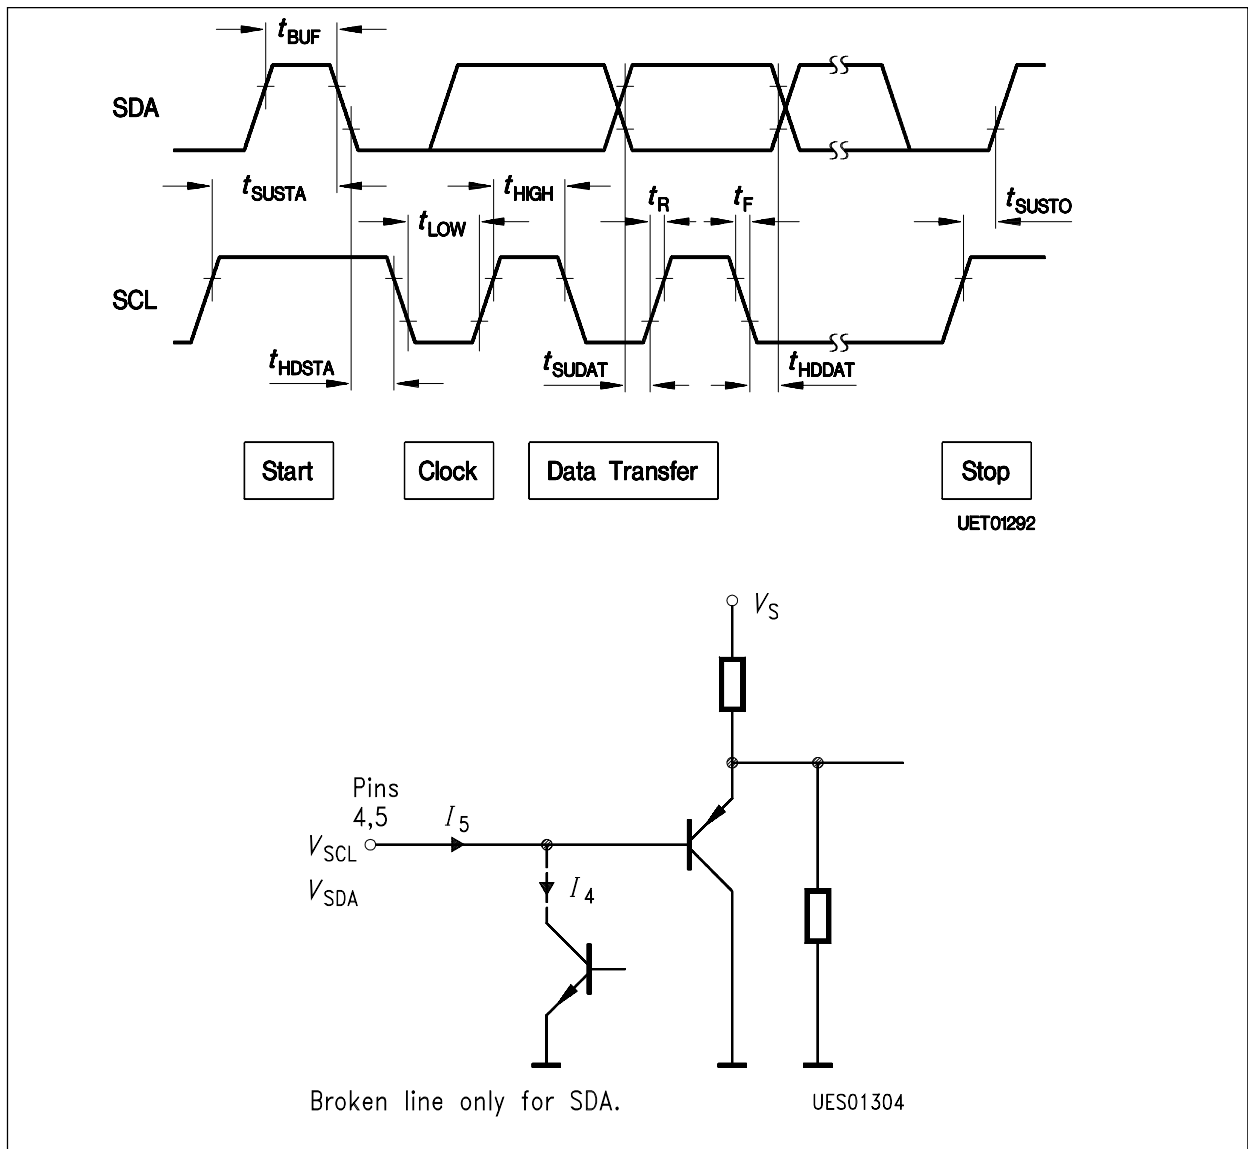 tBUF
SDA
tSUSTA
tHIGH
tR
tF
tSUSTO
tLOW
SCL
tHDSTA
tSUDAT
tHDDAT
Start
Clock
Data Transfer
Stop
UET01292
VS
Pins
4,5
I5
VSCL
VSDA
I4
Broken line only for SDA.
UES01304